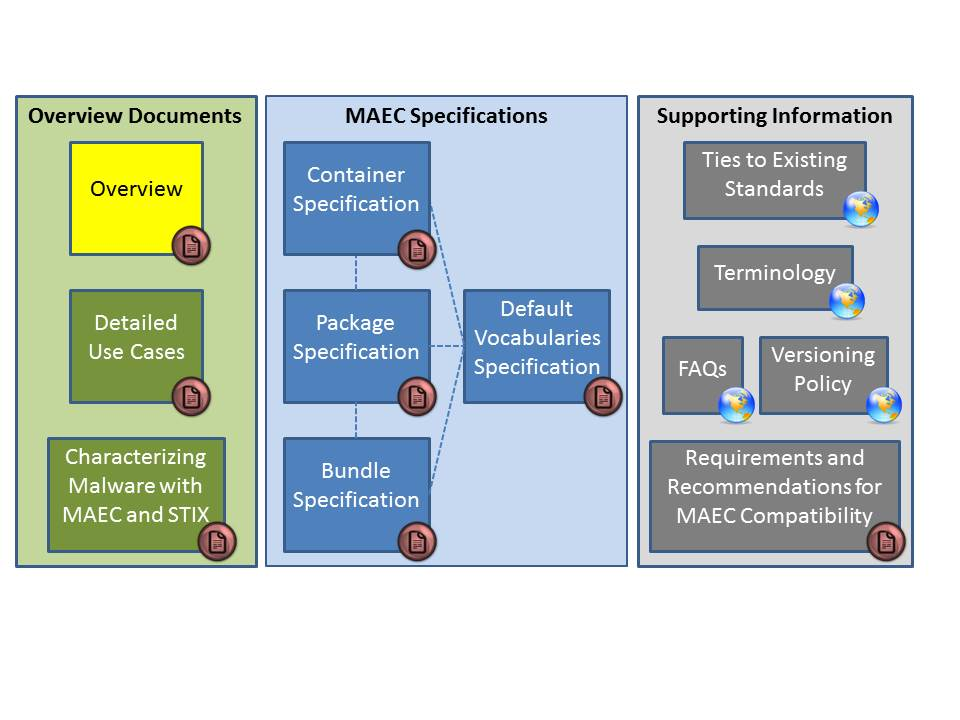 Overview Documents
Overview
Detailed
Use Cases
Characterizing
Malware with
MAEC and STIX
MAEC Specifications
Container
Specification
Package
Specification
Bundle
Specification
Default
Vocabularies
Specification
Supporting Information
Ties to Existing
Standards
Terminology
FAQs
Versioning
Policy
Requirements and
Recommendations for
MAEC Compatibility